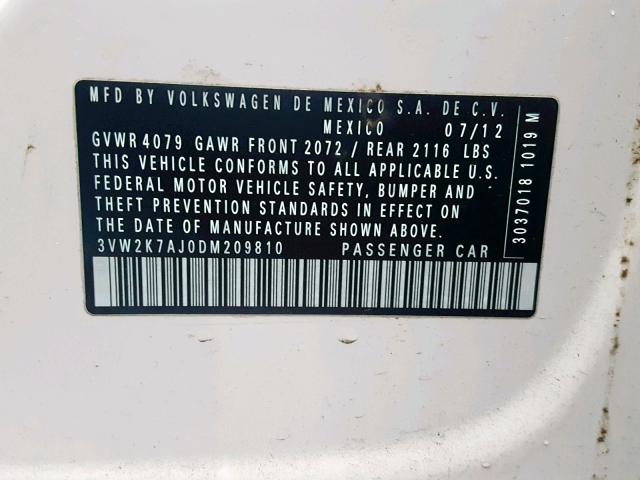 MFD BY VOLKSWAGEN DE MEXICO S.A. DE C.V.
MEXICO 07/12
GVWR 4079 GAWR FRONT 2072 / REAR 2116 LBS
THIS VEHICLE CONFORMS TO ALL APPLICABLE U.S.
FEDERAL MOTOR VEHICLE SAFETY, BUMPER AND
THEFT PREVENTION STANDARDS IN EFFECT ON
THE DATE OF MANUFACTURE SHOWN ABOVE.
3VW2K7AJ0DM209810 PASSENGER CAR
3037018 1019 M